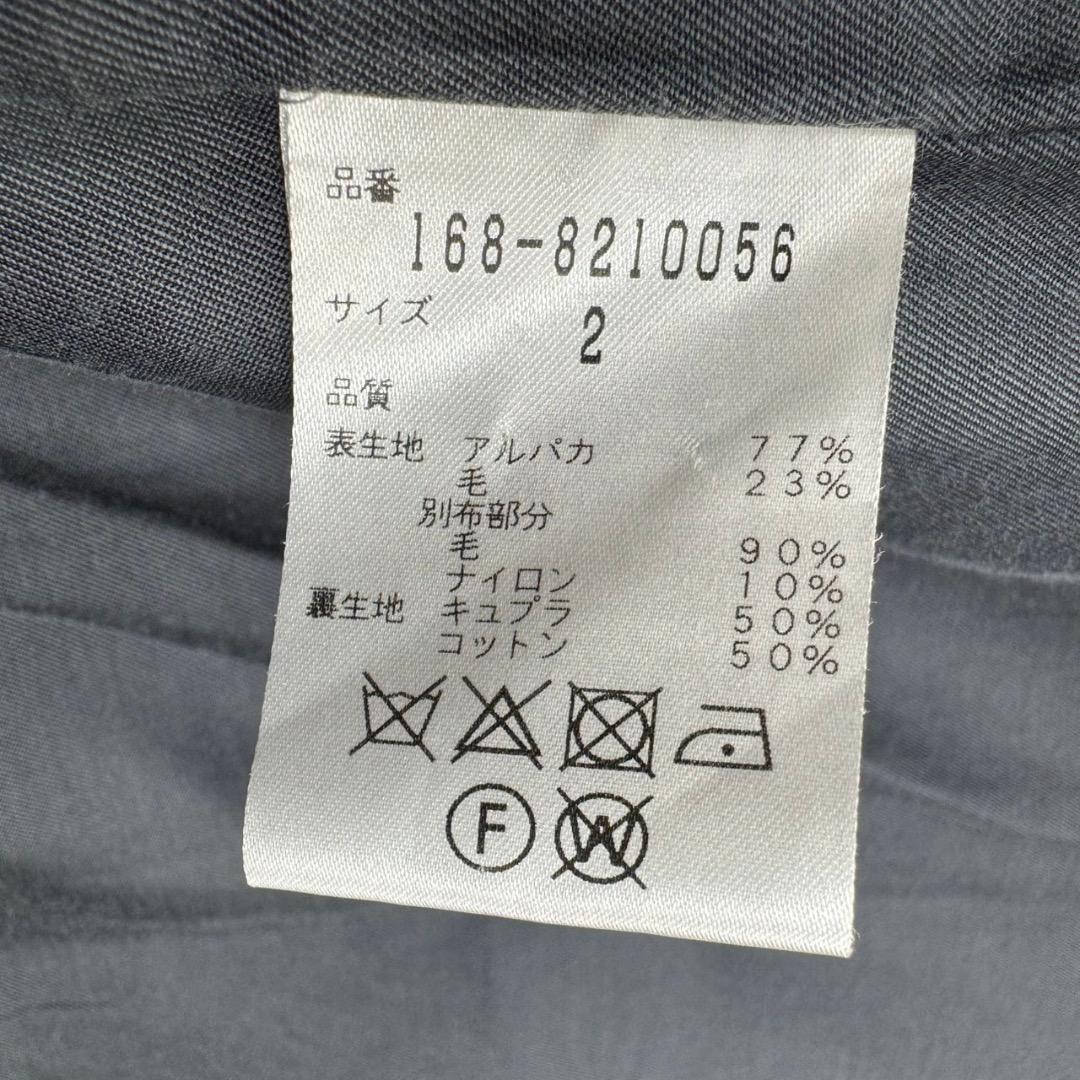 品番
168-8210056
サイズ 2
品質
表生地 アルパカ 77%
毛 23%
別布部分
毛 90%
ナイロン 10%
裏生地 キュプラ 50%
コットン 50%
F
W